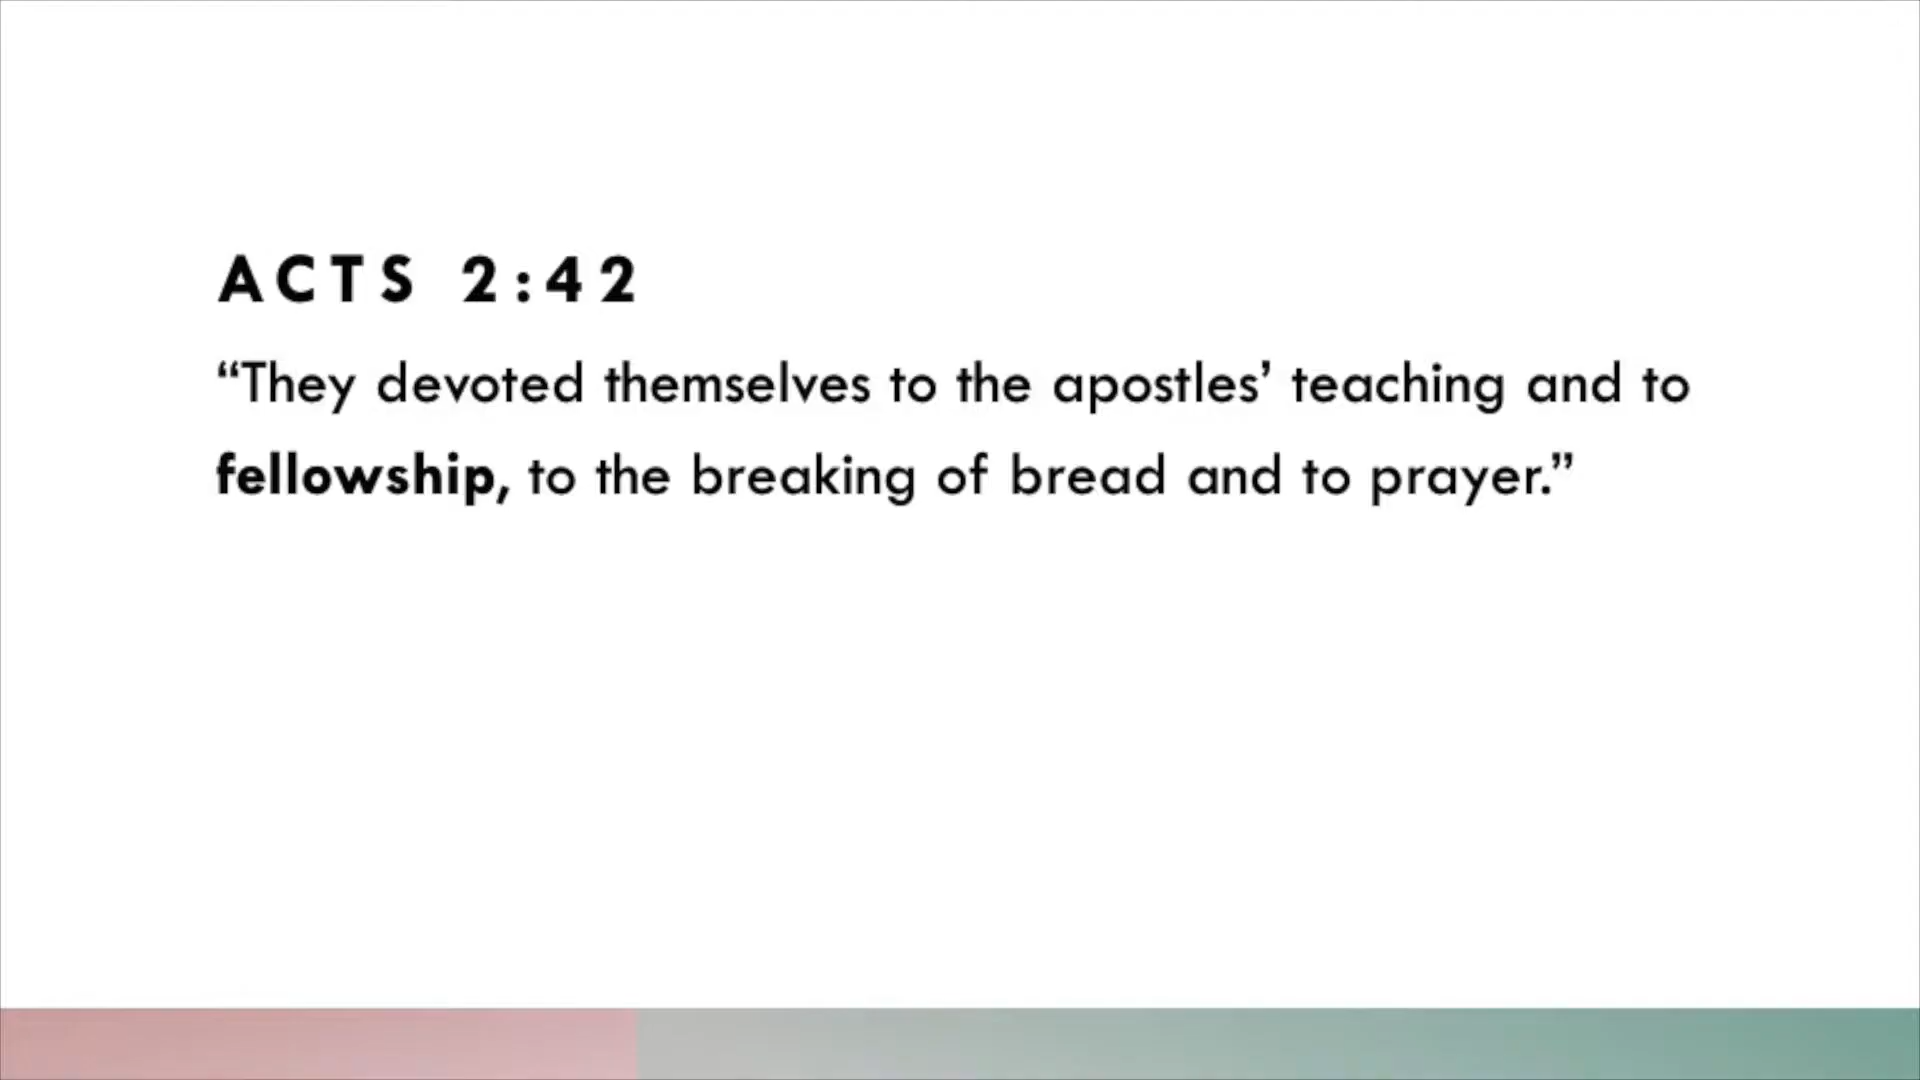 ACTS 2:42
“They devoted themselves to the apostles’ teaching and to
fellowship, to the breaking of bread and to prayer.”